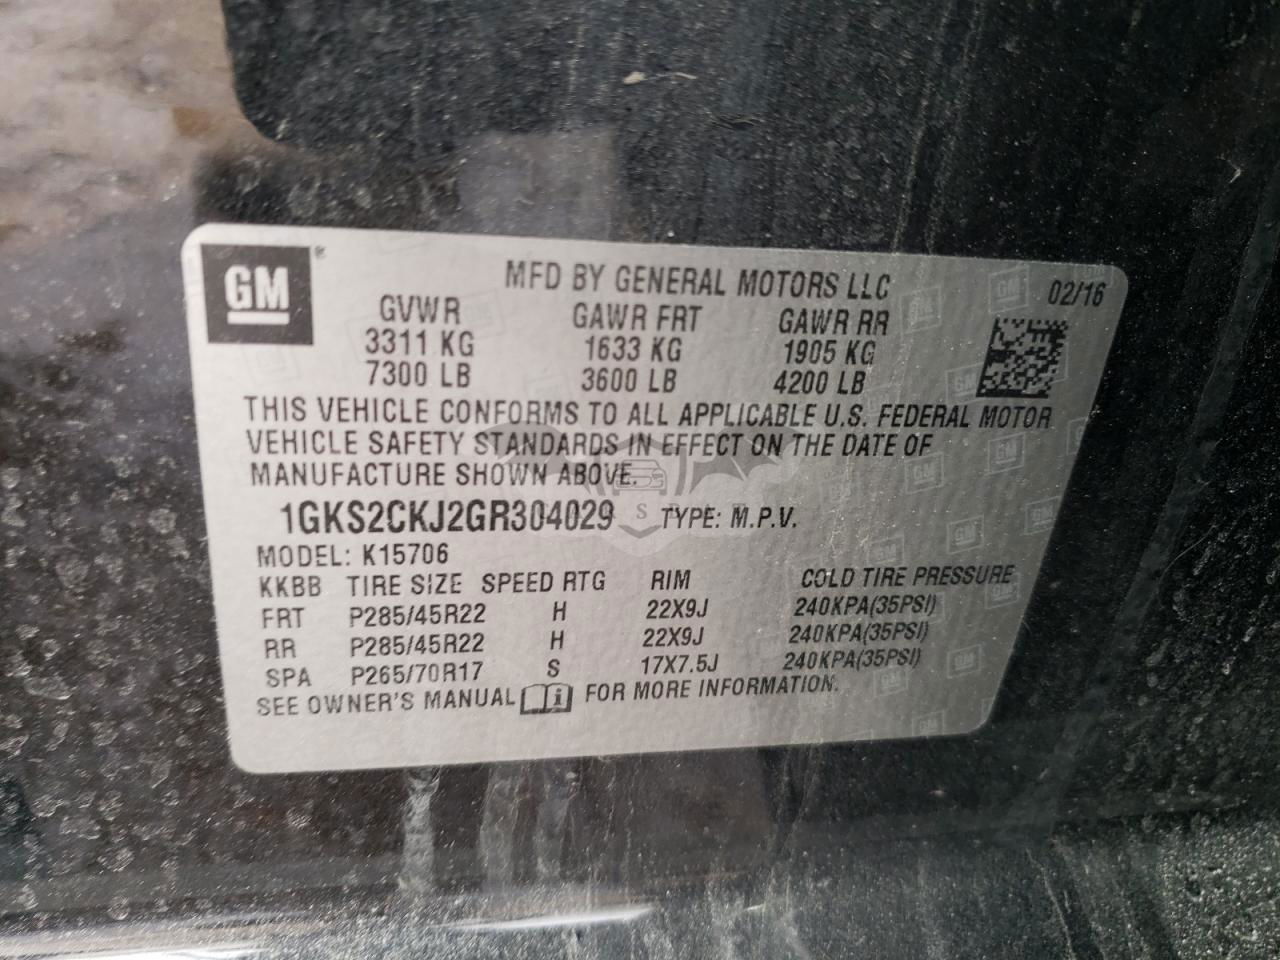 GM ®
MFD BY GENERAL MOTORS LLC 02/16
GVWR GAWR FRT GAWR RR
3311 KG 1633 KG 1905 KG
7300 LB 3600 LB 4200 LB
THIS VEHICLE CONFORMS TO ALL APPLICABLE U.S. FEDERAL MOTOR
VEHICLE SAFETY STANDARDS IN EFFECT ON THE DATE OF
MANUFACTURE SHOWN ABOVE.
1GKS2CKJ2GR304029 TYPE: M.P.V.
MODEL: K15706
KKBB TIRE SIZE SPEED RTG RIM COLD TIRE PRESSURE
FRT P285/45R22 H 22X9J 240KPA(35PSI)
RR P285/45R22 H 22X9J 240KPA(35PSI)
SPA P265/70R17 S 17X7.5J 240KPA(35PSI)
SEE OWNER'S MANUAL i FOR MORE INFORMATION.